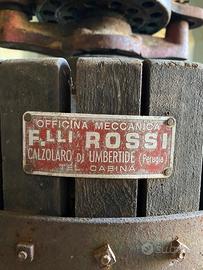 OFFICINA MECCANICA
F.LLI ROSSI
CALZOLARO DI UMBERTIDE (Perugia)
TEL. CABINA